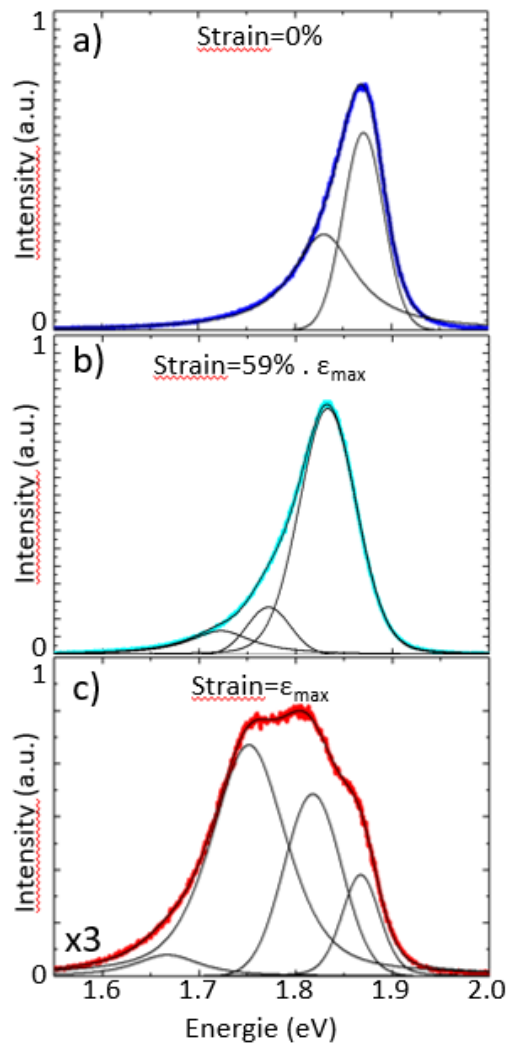 1
a)
Strain=0%
Intensity (a.u.)
0
1
b)
Strain=59% . εmax
Intensity (a.u.)
0
1
c)
Strain=εmax
Intensity (a.u.)
x3
0
1.6 1.7 1.8 1.9 2.0
Energie (eV)